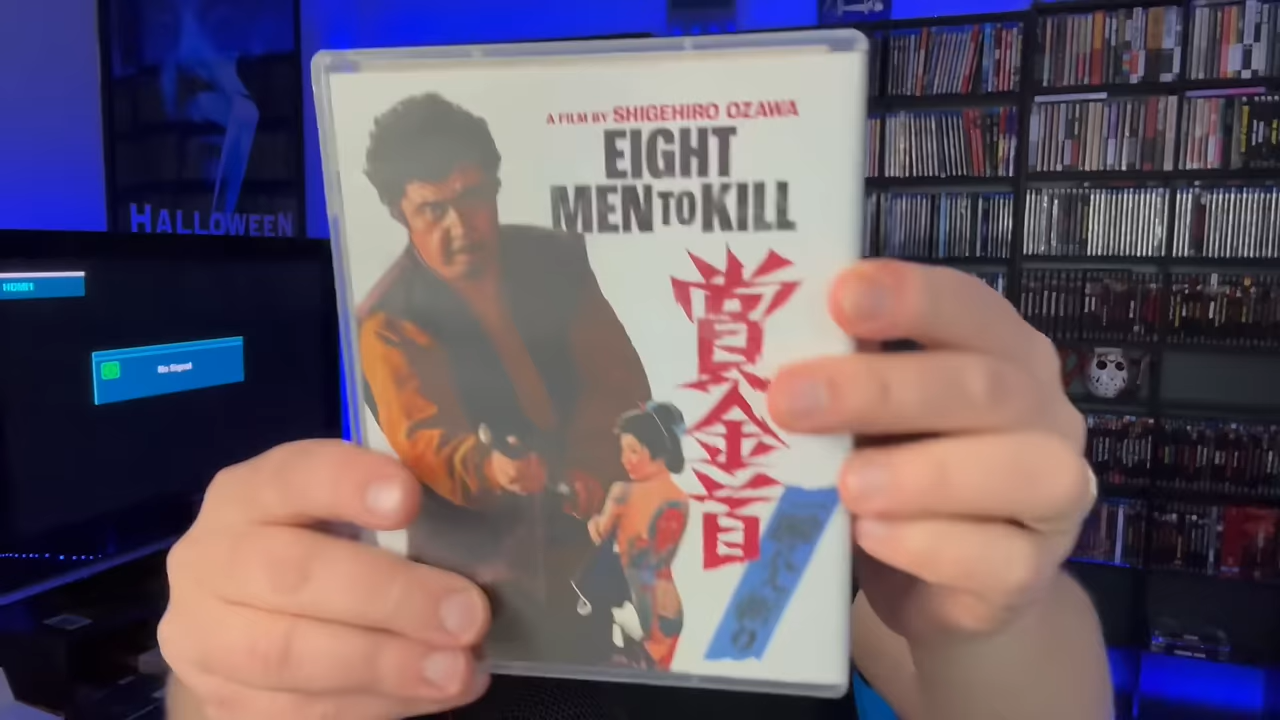 A FILM BY SHIGEHIRO OZAWA
EIGHT
MEN TO KILL
賞金首
HALLOWEEN
HDMI1
No Signal